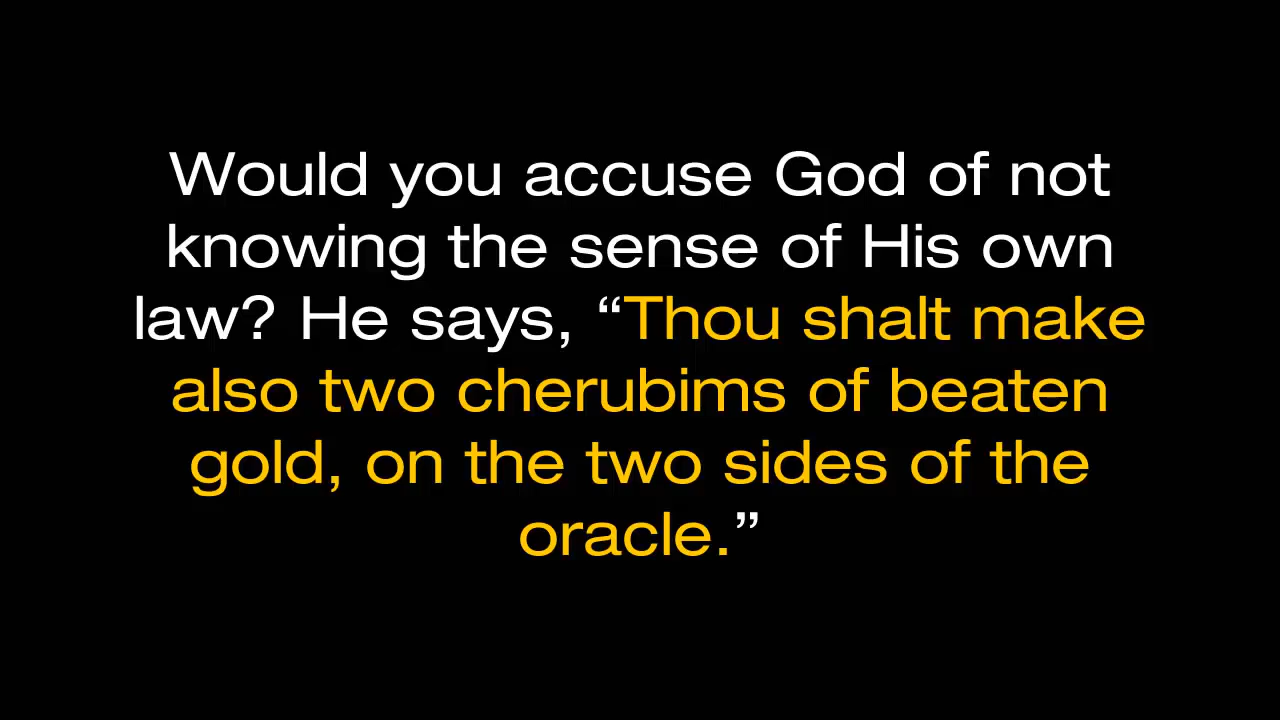 Would you accuse God of not
knowing the sense of His own
law? He says, “Thou shalt make
also two cherubims of beaten
gold, on the two sides of the
oracle.”